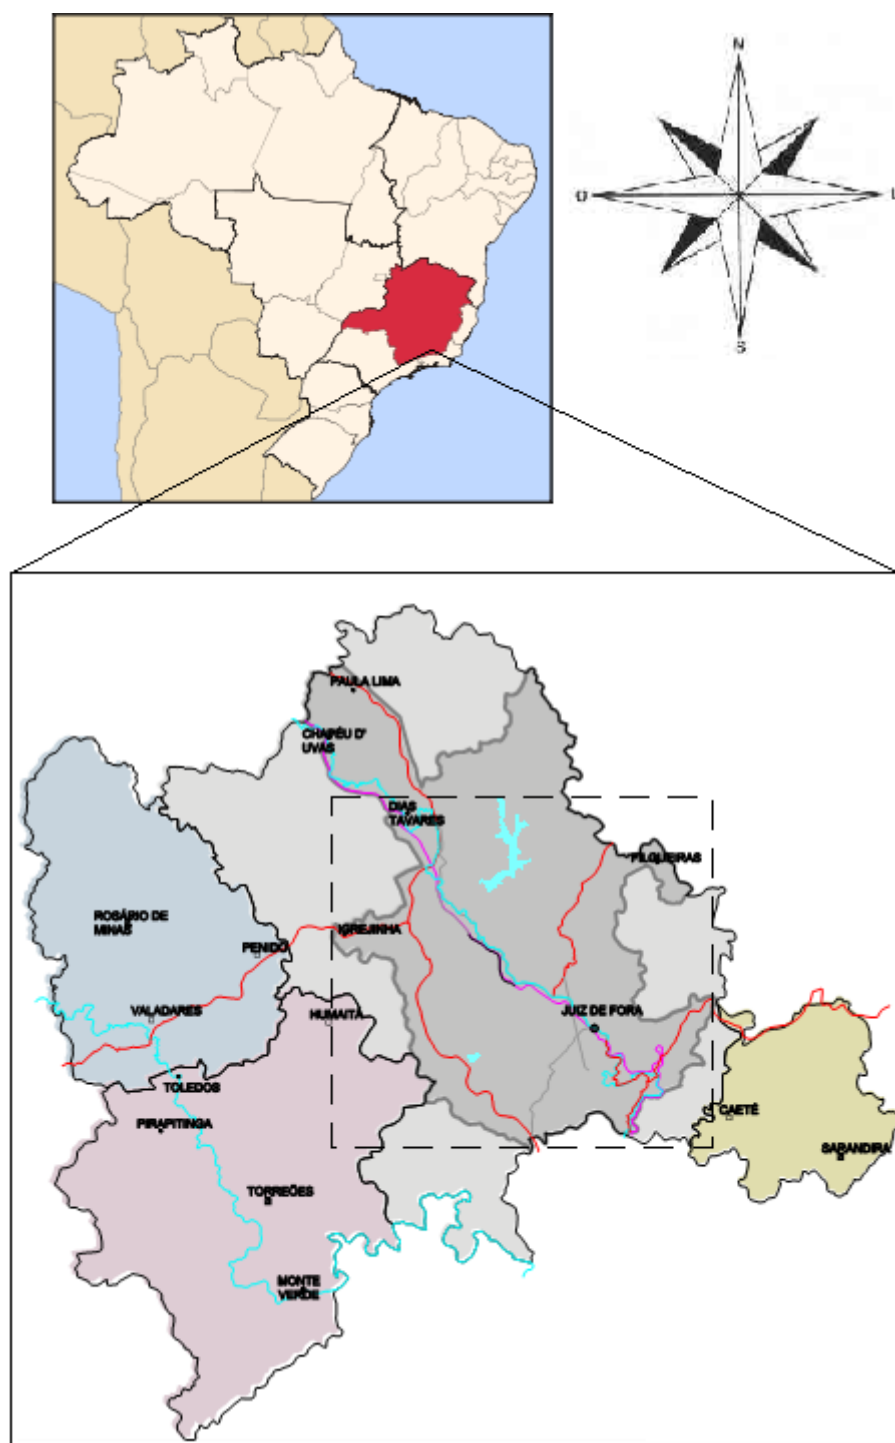 N
O
L
S
PAULA LIMA
CHAPÉU D'
UVAS
DIAS
TAVARES
FILGUEIRAS
ROSÁRIO DE
MINAS
IGREJINHA
PENIDO
VALADARES
HUMAITÁ
JUIZ DE FORA
TOLEDOS
PIRAPITINGA
CAETÉ
SARANDIRA
TORREÕES
MONTE
VERDE